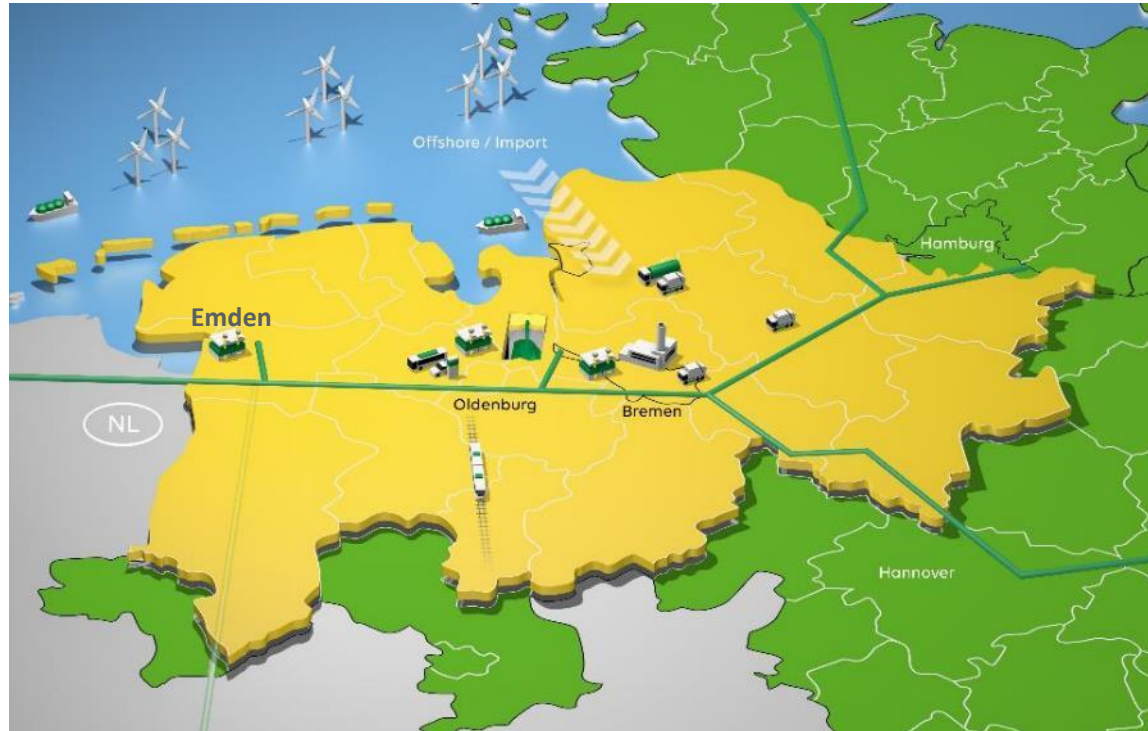 Offshore / Import
Hamburg
Emden
Oldenburg
Bremen
NL
Hannover